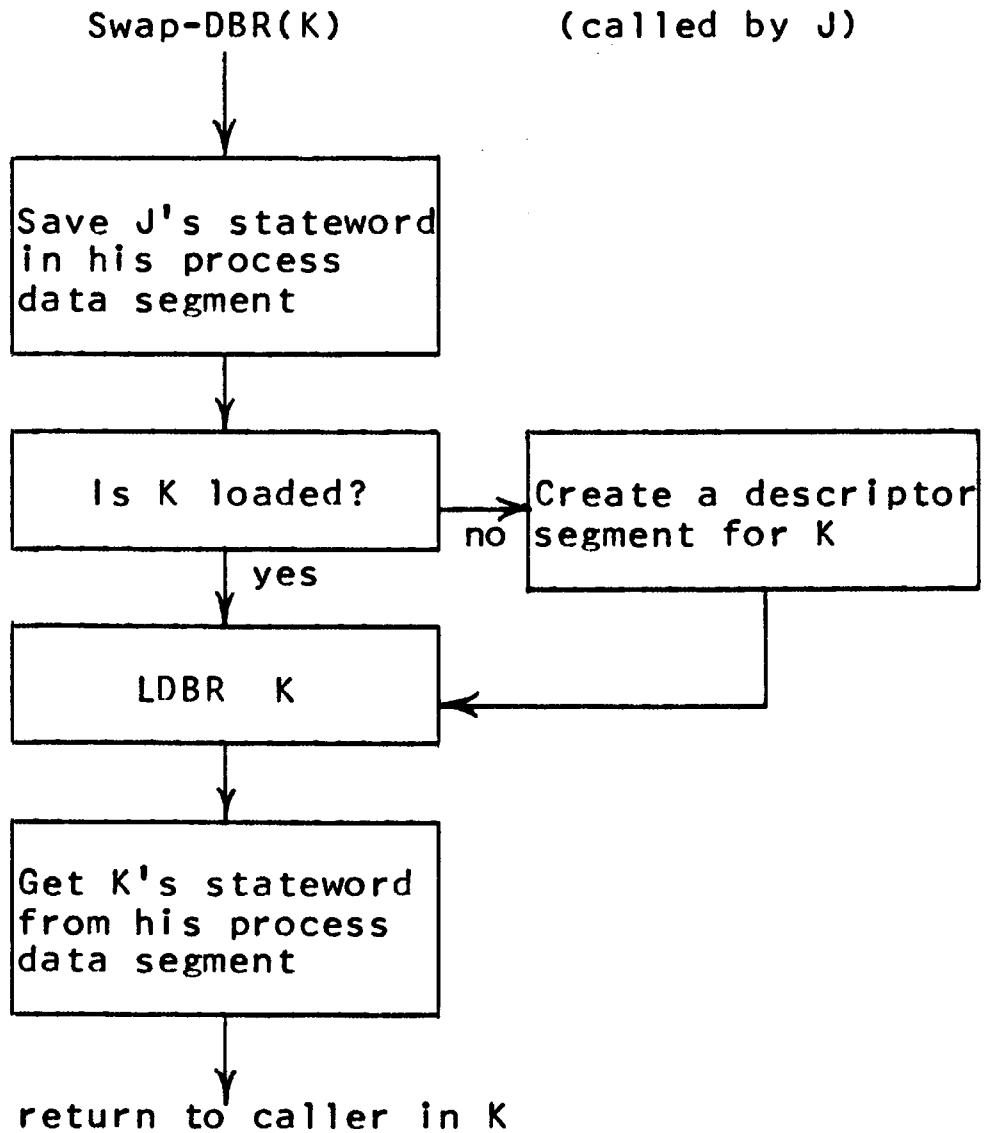 Swap-DBR(K) (called by J)
Save J's stateword
in his process
data segment
Is K loaded?
no
Create a descriptor
segment for K
yes
LDBR K
Get K's stateword
from his process
data segment
return to caller in K